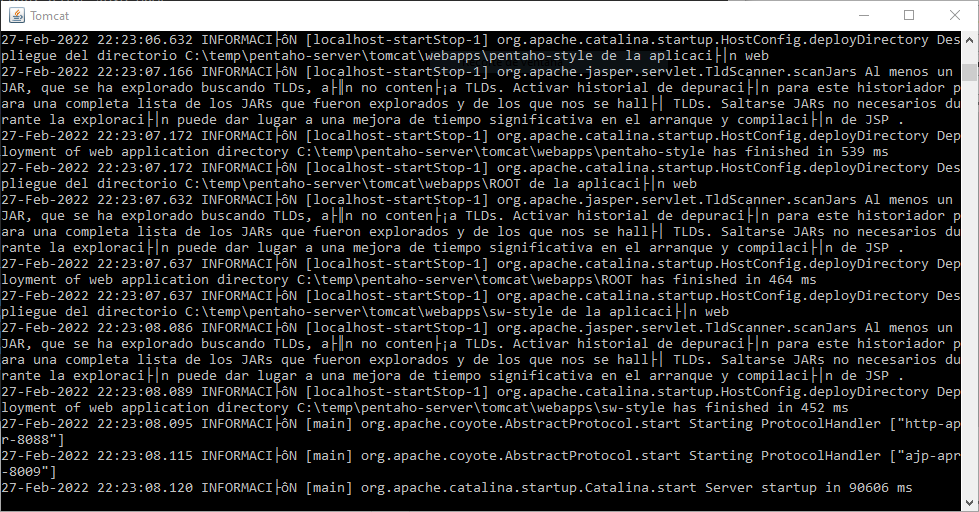 Tomcat
27-Feb-2022 22:23:06.632 INFORMACI├ôN [localhost-startStop-1] org.apache.catalina.startup.HostConfig.deployDirectory Des
pliegue del directorio C:\temp\pentaho-server\tomcat\webapps\pentaho-style de la aplicaci├│n web
27-Feb-2022 22:23:07.166 INFORMACI├ôN [localhost-startStop-1] org.apache.jasper.servlet.TldScanner.scanJars Al menos un
JAR, que se ha explorado buscando TLDs, a├║n no conten├¡a TLDs. Activar historial de depuraci├│n para este historiador p
ara una completa lista de los JARs que fueron explorados y de los que nos se hall├│ TLDs. Saltarse JARs no necesarios du
rante la exploraci├│n puede dar lugar a una mejora de tiempo significativa en el arranque y compilaci├│n de JSP .
27-Feb-2022 22:23:07.172 INFORMACI├ôN [localhost-startStop-1] org.apache.catalina.startup.HostConfig.deployDirectory Dep
loyment of web application directory C:\temp\pentaho-server\tomcat\webapps\pentaho-style has finished in 539 ms
27-Feb-2022 22:23:07.172 INFORMACI├ôN [localhost-startStop-1] org.apache.catalina.startup.HostConfig.deployDirectory Des
pliegue del directorio C:\temp\pentaho-server\tomcat\webapps\ROOT de la aplicaci├│n web
27-Feb-2022 22:23:07.632 INFORMACI├ôN [localhost-startStop-1] org.apache.jasper.servlet.TldScanner.scanJars Al menos un
JAR, que se ha explorado buscando TLDs, a├║n no conten├¡a TLDs. Activar historial de depuraci├│n para este historiador p
ara una completa lista de los JARs que fueron explorados y de los que nos se hall├│ TLDs. Saltarse JARs no necesarios du
rante la exploraci├│n puede dar lugar a una mejora de tiempo significativa en el arranque y compilaci├│n de JSP .
27-Feb-2022 22:23:07.637 INFORMACI├ôN [localhost-startStop-1] org.apache.catalina.startup.HostConfig.deployDirectory Dep
loyment of web application directory C:\temp\pentaho-server\tomcat\webapps\ROOT has finished in 464 ms
27-Feb-2022 22:23:07.637 INFORMACI├ôN [localhost-startStop-1] org.apache.catalina.startup.HostConfig.deployDirectory Des
pliegue del directorio C:\temp\pentaho-server\tomcat\webapps\sw-style de la aplicaci├│n web
27-Feb-2022 22:23:08.086 INFORMACI├ôN [localhost-startStop-1] org.apache.jasper.servlet.TldScanner.scanJars Al menos un
JAR, que se ha explorado buscando TLDs, a├║n no conten├¡a TLDs. Activar historial de depuraci├│n para este historiador p
ara una completa lista de los JARs que fueron explorados y de los que nos se hall├│ TLDs. Saltarse JARs no necesarios du
rante la exploraci├│n puede dar lugar a una mejora de tiempo significativa en el arranque y compilaci├│n de JSP .
27-Feb-2022 22:23:08.089 INFORMACI├ôN [localhost-startStop-1] org.apache.catalina.startup.HostConfig.deployDirectory Dep
loyment of web application directory C:\temp\pentaho-server\tomcat\webapps\sw-style has finished in 452 ms
27-Feb-2022 22:23:08.095 INFORMACI├ôN [main] org.apache.coyote.AbstractProtocol.start Starting ProtocolHandler ["http-ap
r-8088"]
27-Feb-2022 22:23:08.115 INFORMACI├ôN [main] org.apache.coyote.AbstractProtocol.start Starting ProtocolHandler ["ajp-apr
-8009"]
27-Feb-2022 22:23:08.120 INFORMACI├ôN [main] org.apache.catalina.startup.Catalina.start Server startup in 90606 ms